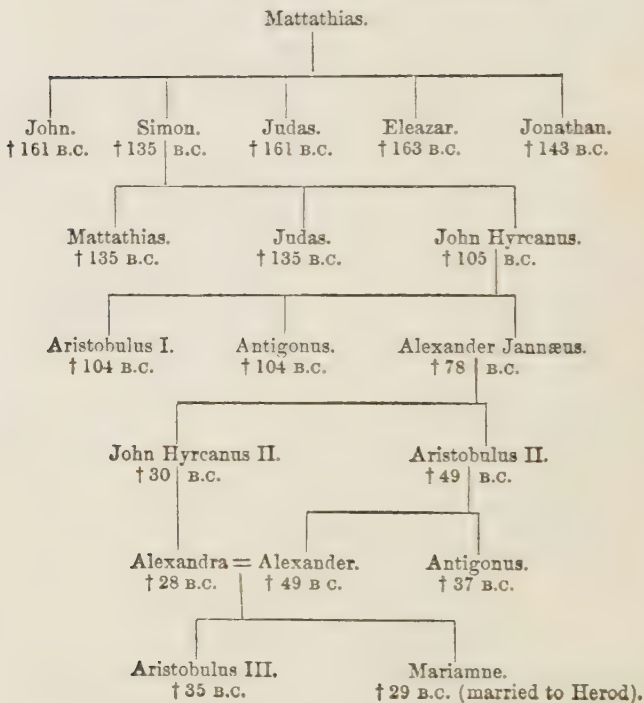 Mattathias.
John. Simon. Judas. Eleazar. Jonathan.
† 161 B.C. † 135 B.C. † 161 B.C. † 163 B.C. † 143 B.C.
Mattathias. Judas. John Hyrcanus.
† 135 B.C. † 135 B.C. † 105 B.C.
Aristobulus I. Antigonus. Alexander Jannæus.
† 104 B.C. † 104 B.C. † 78 B.C.
John Hyrcanus II. Aristobulus II.
† 30 B.C. † 49 B.C.
Alexandra = Alexander. Antigonus.
† 28 B.C. † 49 B C. † 37 B.C.
Aristobulus III. Mariamne.
† 35 B.C. † 29 B.C. (married to Herod).